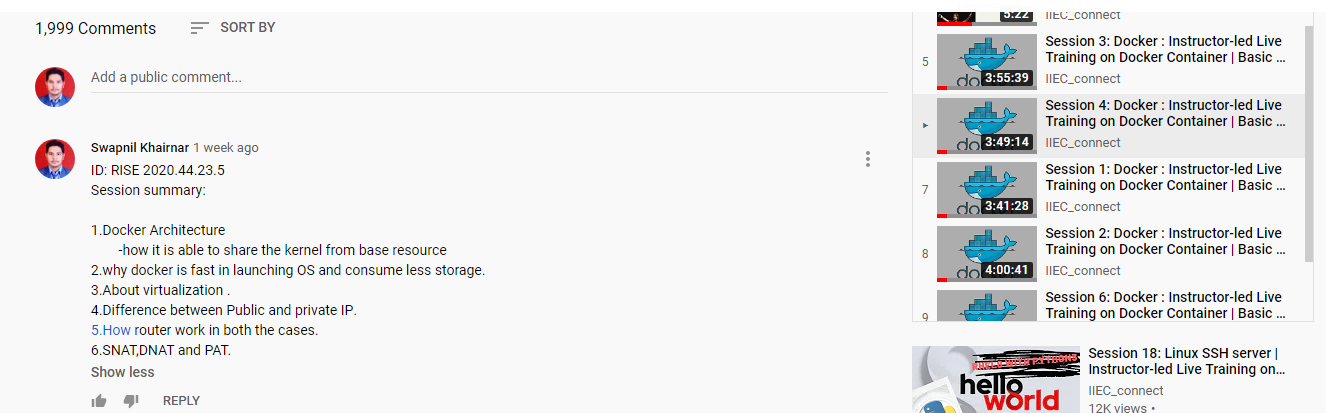 1,999 Comments
SORT BY
Add a public comment...
Swapnil Khairnar 1 week ago
ID: RISE 2020.44.23.5
Session summary:
1.Docker Architecture
-how it is able to share the kernel from base resource
2.why docker is fast in launching OS and consume less storage.
3.About virtualization .
4.Difference between Public and private IP.
5.How router work in both the cases.
6.SNAT,DNAT and PAT.
Show less
REPLY
5:22
IIEC_connect
5
3:55:39
Session 3: Docker : Instructor-led Live
Training on Docker Container | Basic ...
IIEC_connect
3:49:14
Session 4: Docker : Instructor-led Live
Training on Docker Container | Basic ...
IIEC_connect
7
3:41:28
Session 1: Docker : Instructor-led Live
Training on Docker Container | Basic ...
IIEC_connect
8
4:00:41
Session 2: Docker : Instructor-led Live
Training on Docker Container | Basic ...
IIEC_connect
9
Session 6: Docker : Instructor-led Live
Training on Docker Container | Basic ...
hello
world
Session 18: Linux SSH server |
Instructor-led Live Training on...
IIEC_connect
12K views •